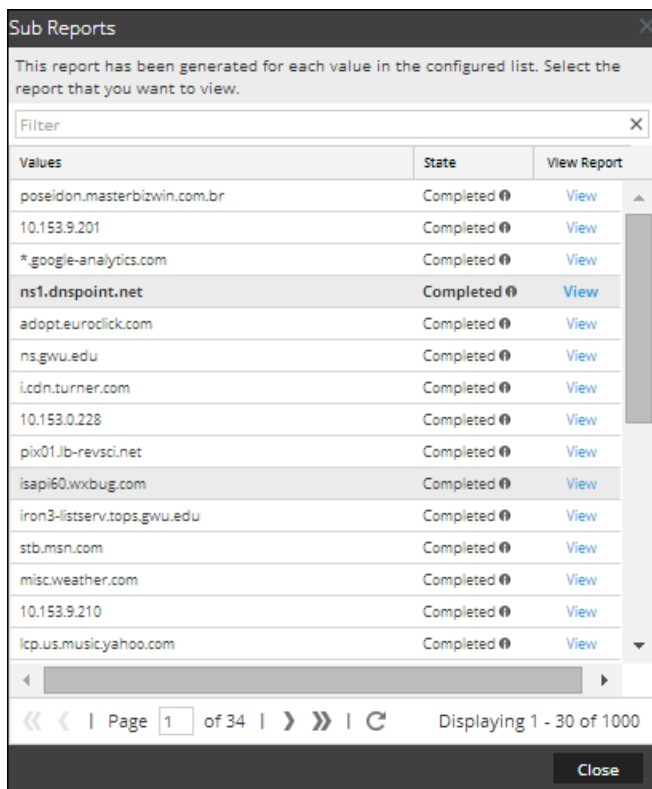 Sub Reports
This report has been generated for each value in the configured list. Select the
report that you want to view.
Filter
Values State View Report
poseidon.masterbizwin.com.br Completed View
10.153.9.201 Completed View
*.google-analytics.com Completed View
ns1.dnspoint.net Completed View
adopt.euroclick.com Completed View
ns.gwu.edu Completed View
i.cdn.turner.com Completed View
10.153.0.228 Completed View
pix01.lb-revsci.net Completed View
isapi60.wxbug.com Completed View
iron3-listserv.tops.gwu.edu Completed View
stb.msn.com Completed View
misc.weather.com Completed View
10.153.9.210 Completed View
lcp.us.music.yahoo.com Completed View
| Page 1 of 34 | | Displaying 1 - 30 of 1000
Close